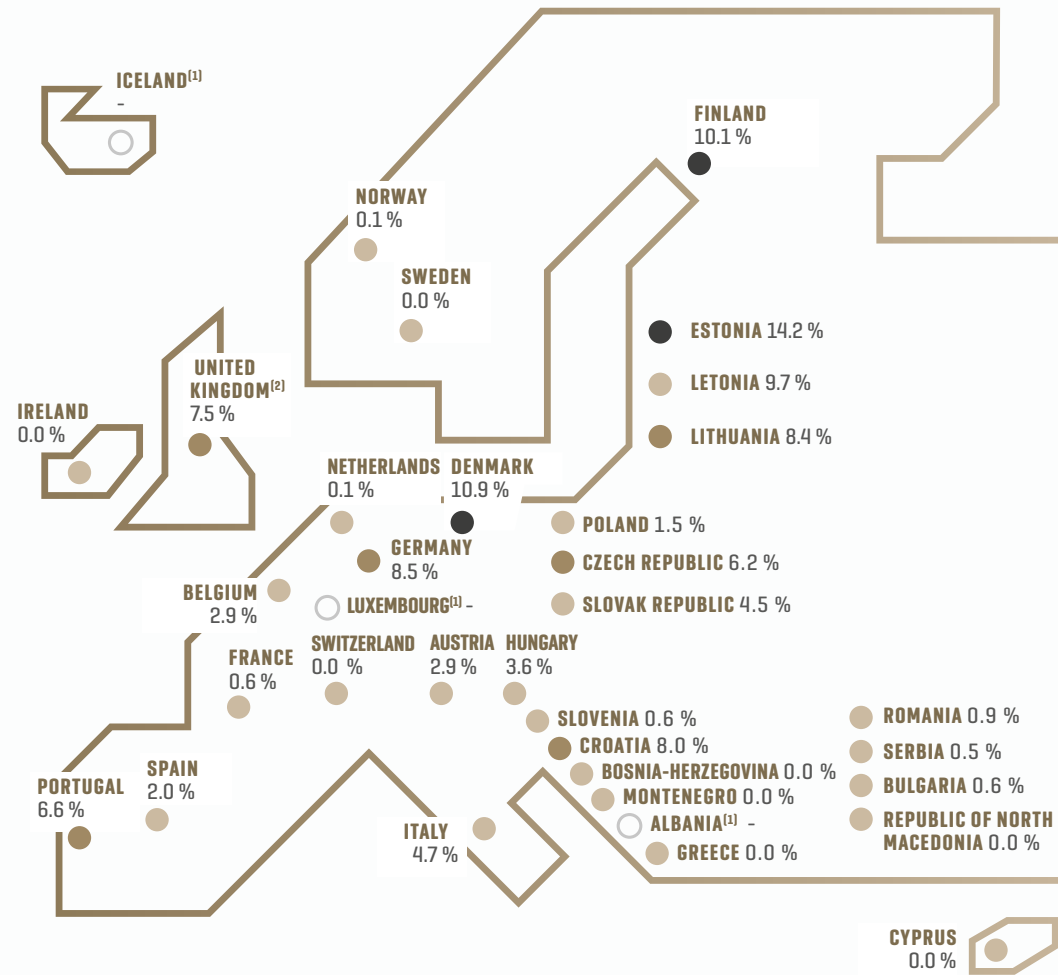 ICELAND(1)
-
FINLAND
10.1 %
NORWAY
0.1 %
SWEDEN
0.0 %
ESTONIA 14.2 %
UNITED
KINGDOM(2)
7.5 %
LETONIA 9.7 %
IRELAND
0.0 %
LITHUANIA 8.4 %
NETHERLANDS
0.1 %
DENMARK
10.9 %
POLAND 1.5 %
GERMANY
8.5 %
CZECH REPUBLIC 6.2 %
BELGIUM
2.9 %
LUXEMBOURG(1) -
SLOVAK REPUBLIC 4.5 %
FRANCE
0.6 %
SWITZERLAND
0.0 %
AUSTRIA
2.9 %
HUNGARY
3.6 %
SLOVENIA 0.6 %
CROATIA 8.0 %
BOSNIA-HERZEGOVINA 0.0 %
MONTENEGRO 0.0 %
ALBANIA(1) -
GREECE 0.0 %
ROMANIA 0.9 %
SERBIA 0.5 %
BULGARIA 0.6 %
REPUBLIC OF NORTH
MACEDONIA 0.0 %
PORTUGAL
6.6 %
SPAIN
2.0 %
ITALY
4.7 %
CYPRUS
0.0 %